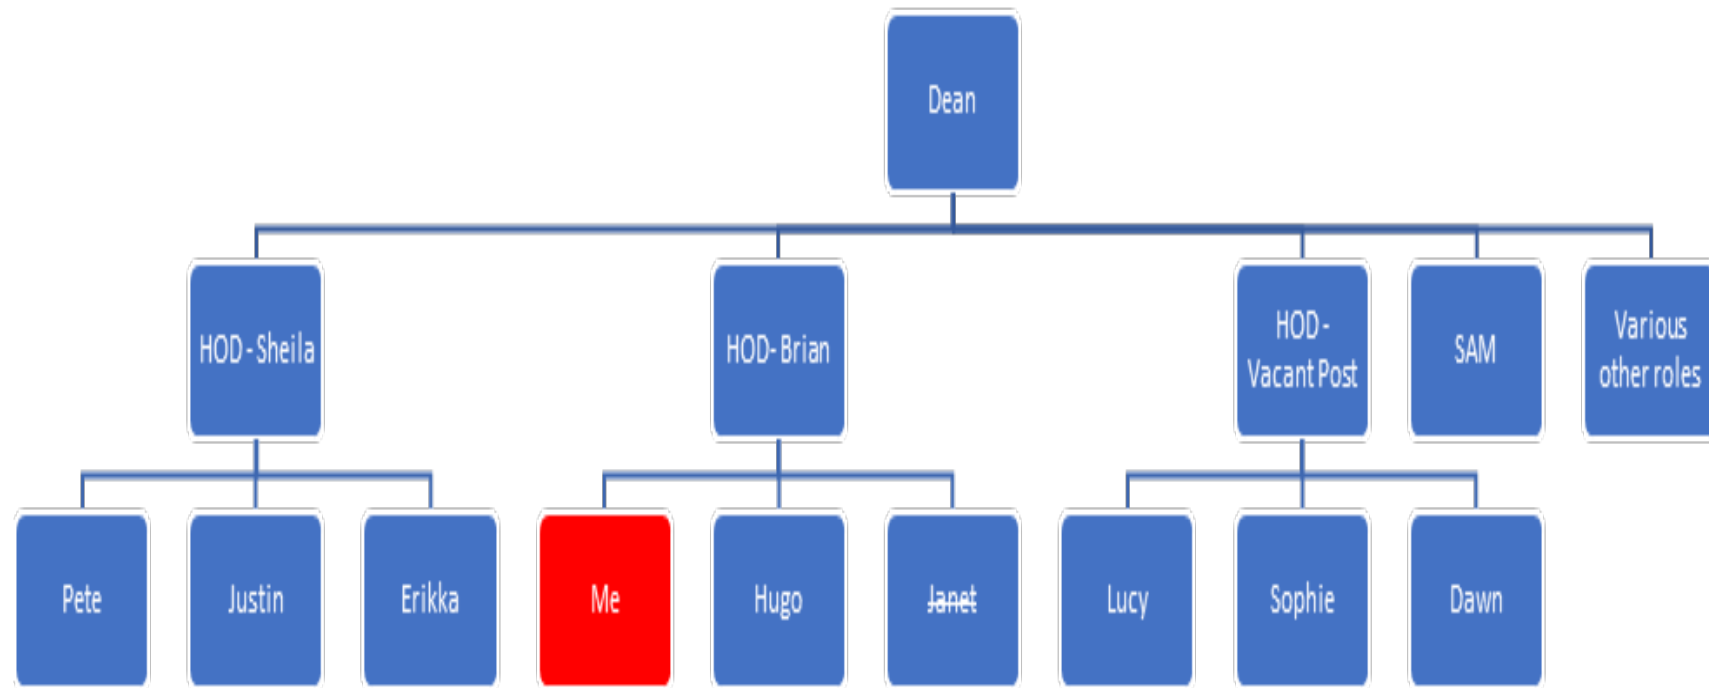 Dean
HOD - Sheila
HOD- Brian
HOD -
Vacant Post
SAM
Various
other roles
Pete
Justin
Erikka
Me
Hugo
Janet
Lucy
Sophie
Dawn